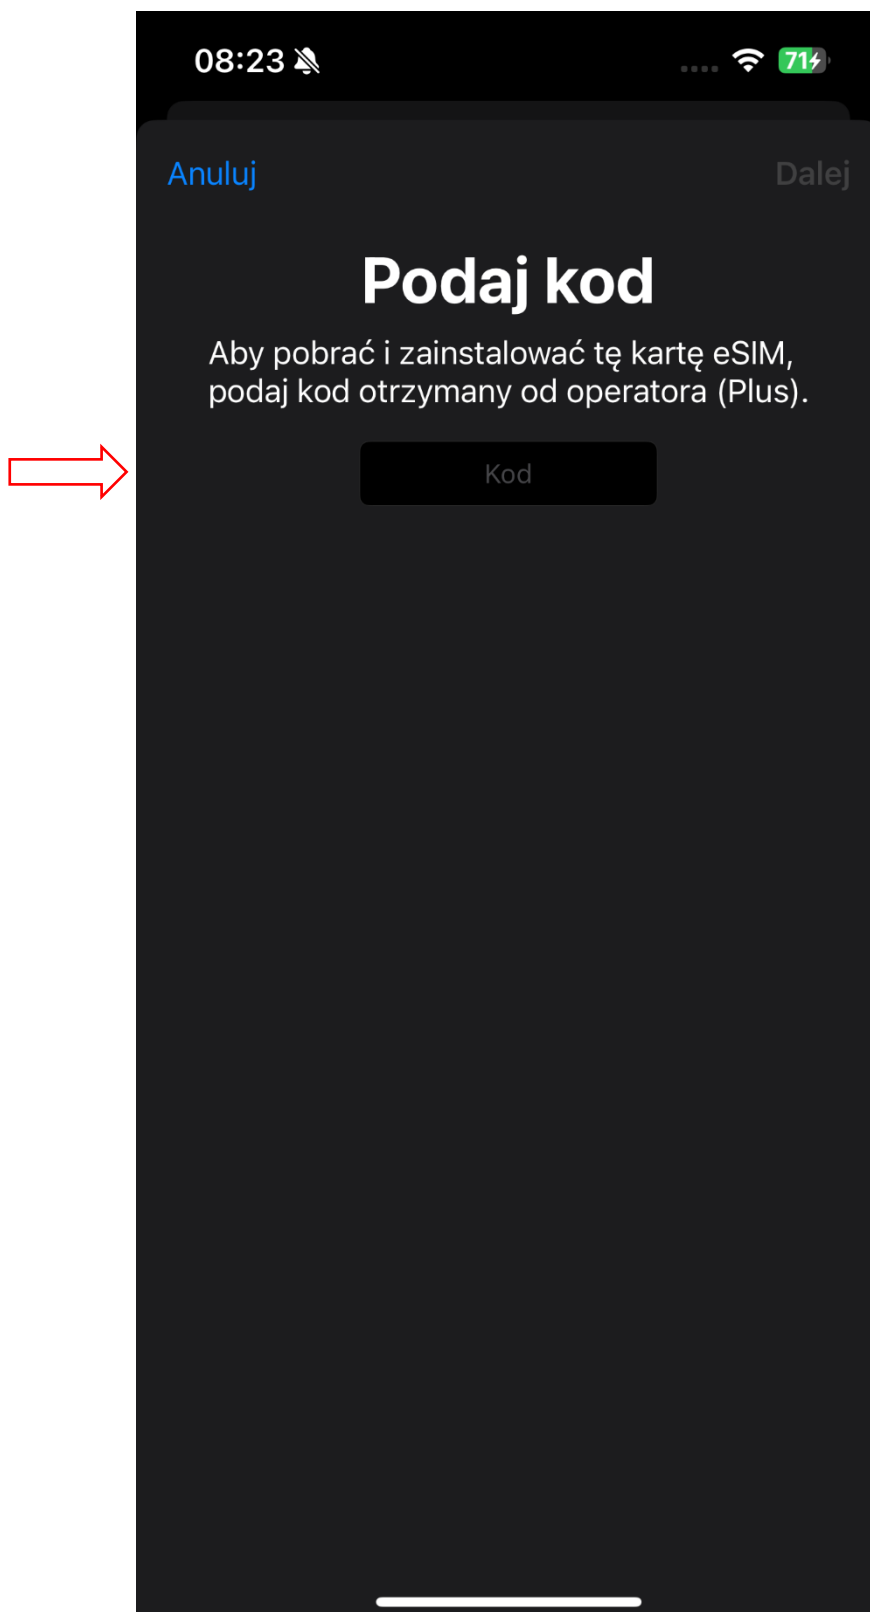 08:23
71
Anuluj
Dalej
Podaj kod
Aby pobrać i zainstalować tę kartę eSIM,
podaj kod otrzymany od operatora (Plus).
Kod